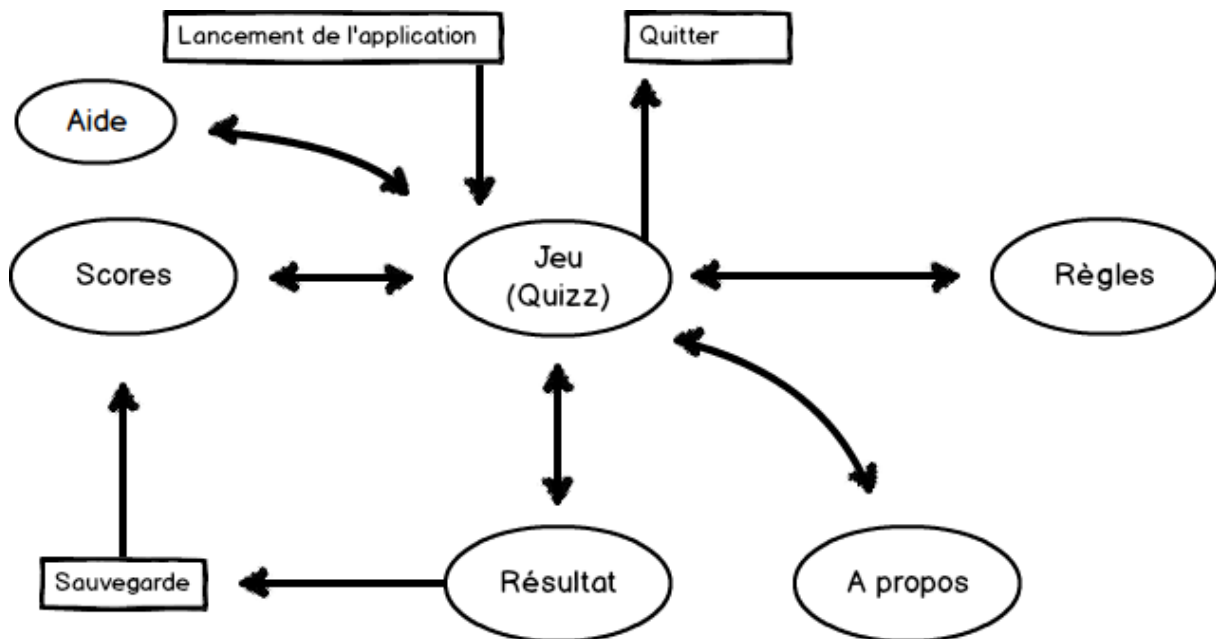 Lancement de l'application
Quitter
Aide
Scores
Jeu
(Quizz)
Règles
Sauvegarde
Résultat
A propos